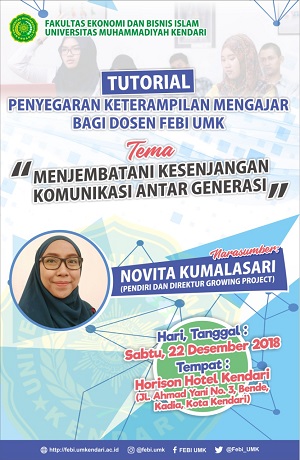 FAKULTAS EKONOMI DAN BISNIS ISLAM
UNIVERSITAS MUHAMMADIYAH KENDARI
TUTORIAL
PENYEGARAN KETERAMPILAN MENGAJAR
BAGI DOSEN FEBI UMK
Tema
"MENJEMBATANI KESENJANGAN
KOMUNIKASI ANTAR GENERASI"
Narasumber:
NOVITA KUMALASARI
(PENDIRI DAN DIREKTUR GROWING PROJECT)
Hari, Tanggal :
Sabtu, 22 Desember 2018
Tempat :
Horison Hotel Kendari
(JL. Ahmad Yani No. 3, Bende,
Kadia, Kota Kendari)
http://febi.umkendari.ac.id @febi.umk FEBI UMK @Febi_UMK